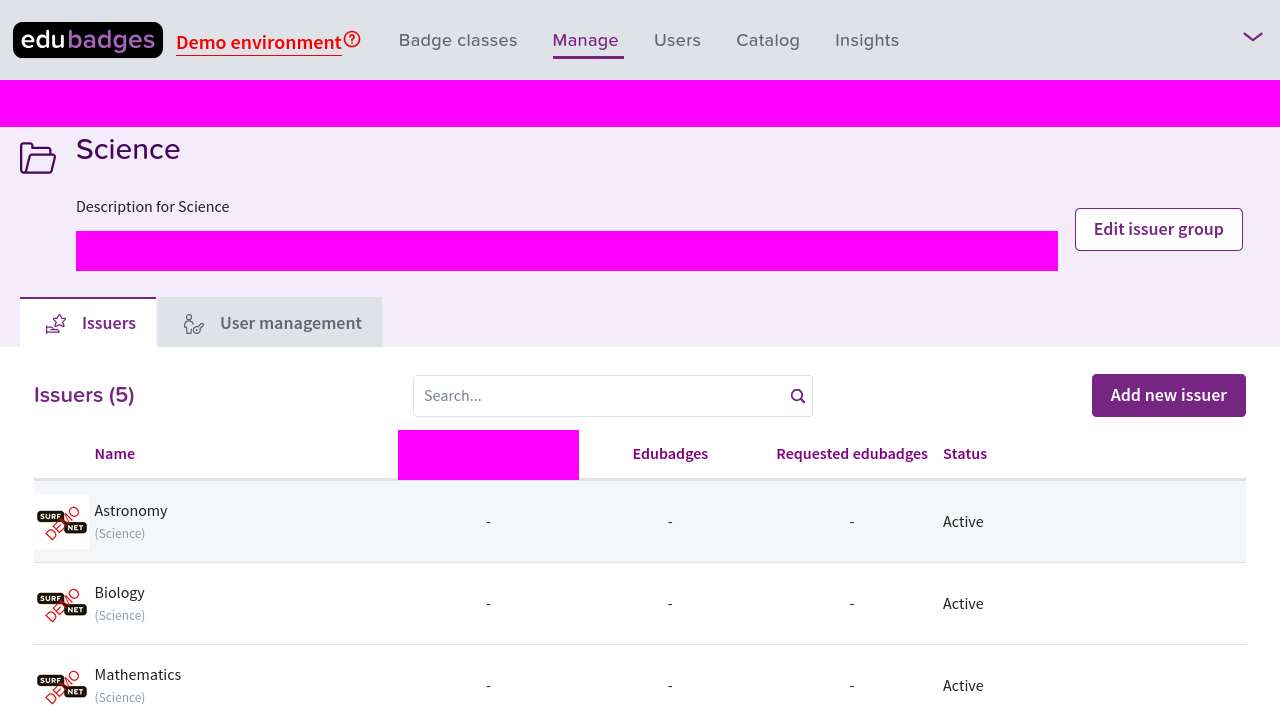 edubadges Demo environment Badge classes Manage Users Catalog Insights
Science
Description for Science
Edit issuer group
Issuers User management
Issuers (5) Search... Add new issuer
Name Edubadges Requested edubadges Status
SURF NET DEMO Astronomy - - - Active
(Science)
SURF NET DEMO Biology - - - Active
(Science)
SURF NET DEMO Mathematics - - - Active
(Science)